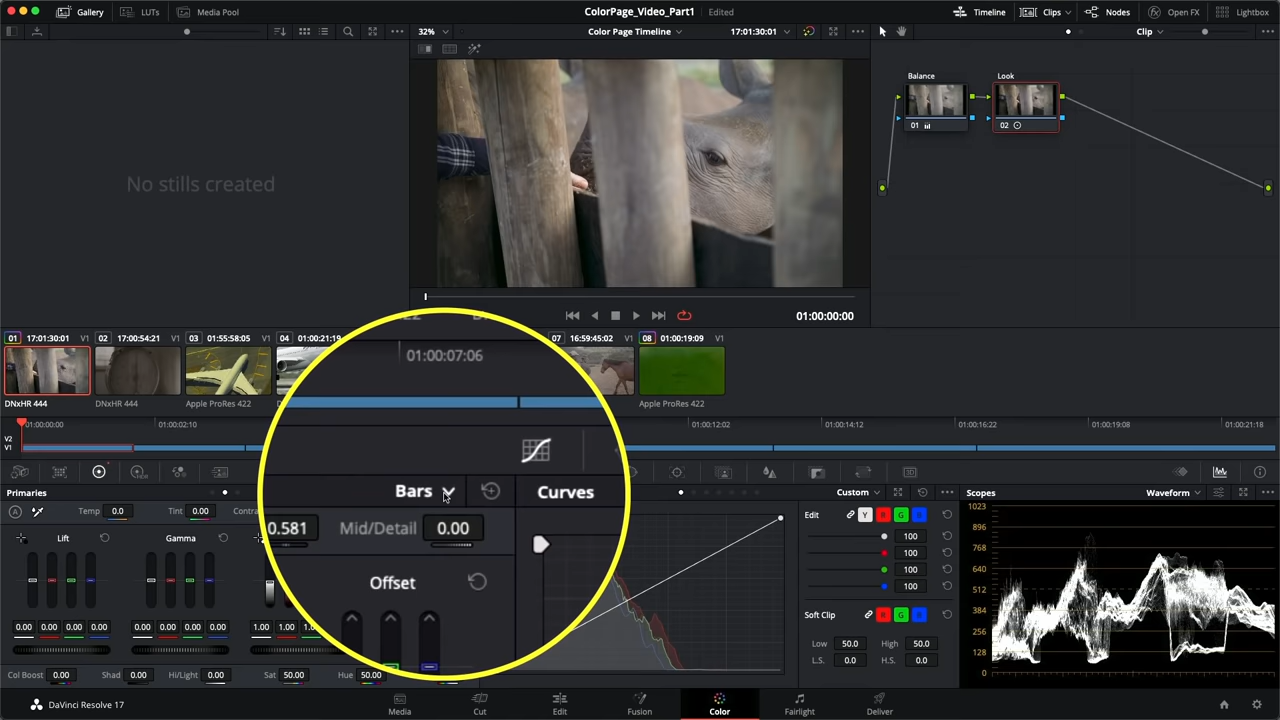 Gallery LUTs Media Pool ColorPage_Video_Part1 Edited Timeline Clips Nodes Open FX Lightbox
32% Color Page Timeline 17:01:30:01 Clip
Balance Look
01 02
No stills created
01:00:00:00
01 17:01:30:01 V1 02 17:00:54:21 V1 03 01:55:58:05 V1 04 01:00:21:19 07 16:59:45:02 V1 08 01:00:19:09 V1
DNxHR 444 DNxHR 444 Apple ProRes 422 Apple ProRes 422
01:00:07:06
01:00:00:00 01:00:02:10 01:00:12:02 01:00:14:12 01:00:16:22 01:00:19:08 01:00:21:18
V2
V1
Primaries Bars Curves Custom Scopes Waveform
Temp 0.0 Tint 0.00 0.581 Mid/Detail 0.00
Lift Gamma Offset
0.00 0.00 0.00 0.00 0.00 0.00 0.00 0.00 1.00 1.00
Col Boost 0.00 Shad 0.00 Hi/Light 0.00 Sat 50.00 Hue 50.00
Edit Y R G B
100
100
100
100
Soft Clip R G B
Low 50.0 High 50.0
L.S. 0.0 H.S. 0.0
1023
896
768
640
512
384
256
128
0
DaVinci Resolve 17 Media Cut Edit Fusion Color Fairlight Deliver